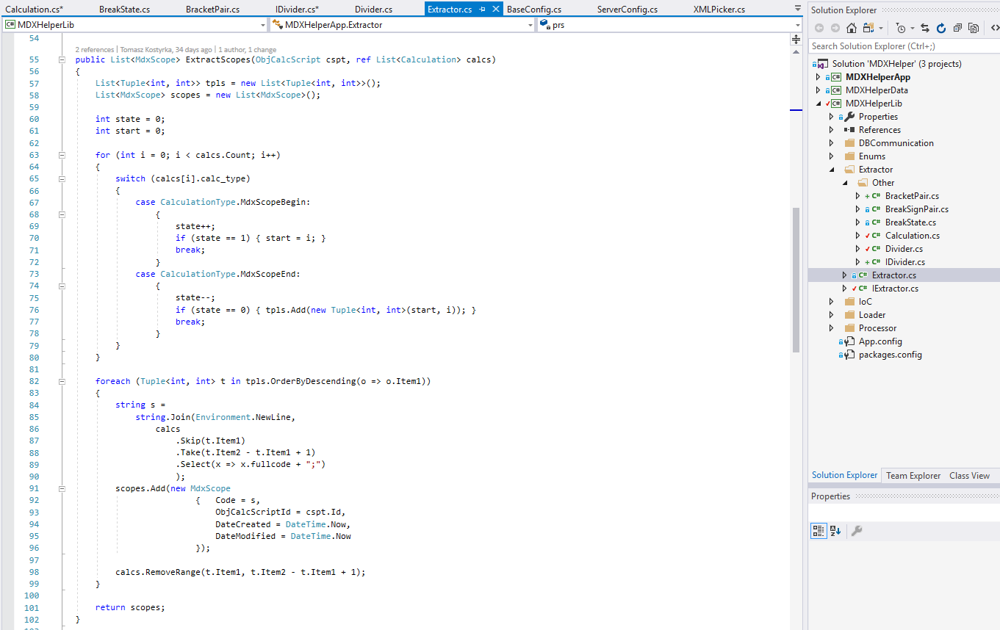 Calculation.cs* BreakState.cs BracketPair.cs IDivider.cs* Divider.cs Extractor.cs BaseConfig.cs ServerConfig.cs XMLPicker.cs
MDXHelperLib MDXHelperApp.Extractor prs
54
2 references | Tomasz Kostyrka, 34 days ago | 1 author, 1 change
55 public List<MdxScope> ExtractScopes(ObjCalcScript cspt, ref List<Calculation> calcs)
56 {
57 List<Tuple<int, int>> tpls = new List<Tuple<int, int>>();
58 List<MdxScope> scopes = new List<MdxScope>();
59
60 int state = 0;
61 int start = 0;
62
63 for (int i = 0; i < calcs.Count; i++)
64 {
65 switch (calcs[i].calc_type)
66 {
67 case CalculationType.MdxScopeBegin:
68 {
69 state++;
70 if (state == 1) { start = i; }
71 break;
72 }
73 case CalculationType.MdxScopeEnd:
74 {
75 state--;
76 if (state == 0) { tpls.Add(new Tuple<int, int>(start, i)); }
77 break;
78 }
79 }
80 }
81
82 foreach (Tuple<int, int> t in tpls.OrderByDescending(o => o.Item1))
83 {
84 string s =
85 string.Join(Environment.NewLine,
86 calcs
87 .Skip(t.Item1)
88 .Take(t.Item2 - t.Item1 + 1)
89 .Select(x => x.fullcode + ";")
90 );
91 scopes.Add(new MdxScope
92 { Code = s,
93 ObjCalcScriptId = cspt.Id,
94 DateCreated = DateTime.Now,
95 DateModified = DateTime.Now
96 });
97
98 calcs.RemoveRange(t.Item1, t.Item2 - t.Item1 + 1);
99 }
100
101 return scopes;
102 }
Solution Explorer
Search Solution Explorer (Ctrl+;)
Solution 'MDXHelper' (3 projects)
C# MDXHelperApp
C# MDXHelperData
C# MDXHelperLib
Properties
References
DBCommunication
Enums
Extractor
Other
C# BracketPair.cs
C# BreakSignPair.cs
C# BreakState.cs
C# Calculation.cs
C# Divider.cs
C# IDivider.cs
C# Extractor.cs
C# IExtractor.cs
IoC
Loader
Processor
App.config
packages.config
Solution Explorer Team Explorer Class View
Properties